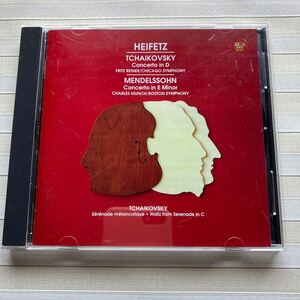 HEIFETZ
TCHAIKOVSKY
Concerto in D
FRITZ REINER/CHICAGO SYMPHONY
MENDELSSOHN
Concerto in E Minor
CHARLES MUNCH/BOSTON SYMPHONY
TCHAIKOVSKY
Sérénade mélancolique • Waltz from Serenade in C